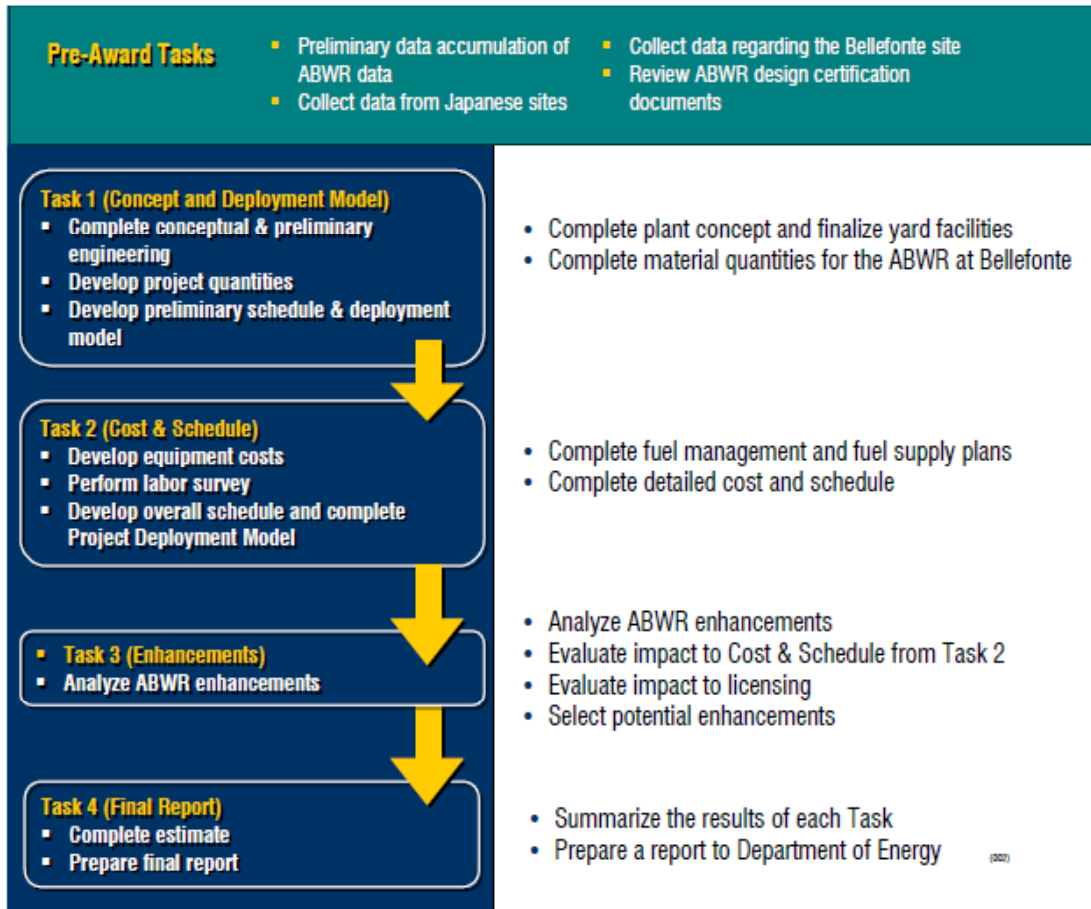 Pre-Award Tasks
▪ Preliminary data accumulation of
ABWR data
▪ Collect data from Japanese sites
▪ Collect data regarding the Bellefonte site
▪ Review ABWR design certification
documents
Task 1 (Concept and Deployment Model)
▪ Complete conceptual & preliminary
engineering
▪ Develop project quantities
▪ Develop preliminary schedule & deployment
model
• Complete plant concept and finalize yard facilities
• Complete material quantities for the ABWR at Bellefonte
Task 2 (Cost & Schedule)
▪ Develop equipment costs
▪ Perform labor survey
▪ Develop overall schedule and complete
Project Deployment Model
• Complete fuel management and fuel supply plans
• Complete detailed cost and schedule
▪ Task 3 (Enhancements)
▪ Analyze ABWR enhancements
• Analyze ABWR enhancements
• Evaluate impact to Cost & Schedule from Task 2
• Evaluate impact to licensing
• Select potential enhancements
Task 4 (Final Report)
▪ Complete estimate
▪ Prepare final report
• Summarize the results of each Task
• Prepare a report to Department of Energy
(002)